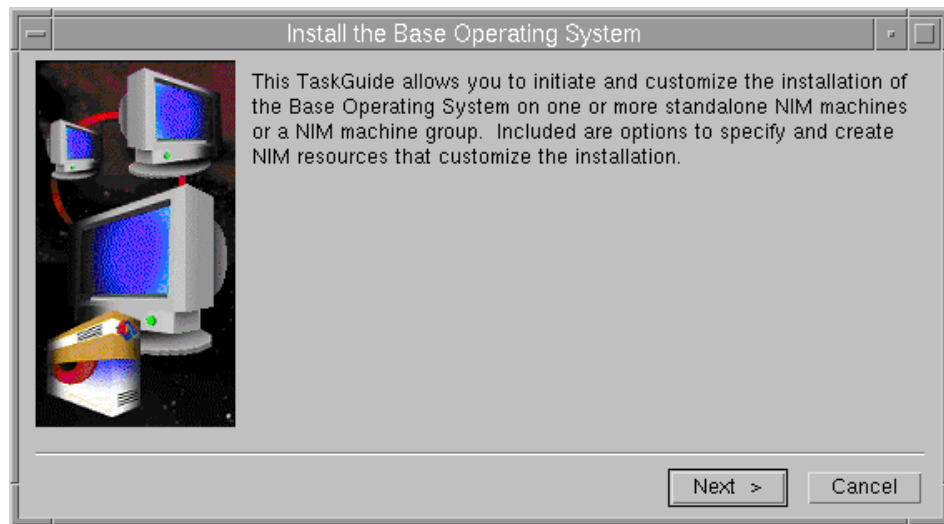 Install the Base Operating System
This TaskGuide allows you to initiate and customize the installation of
the Base Operating System on one or more standalone NIM machines
or a NIM machine group.  Included are options to specify and create
NIM resources that customize the installation.
Next >
Cancel